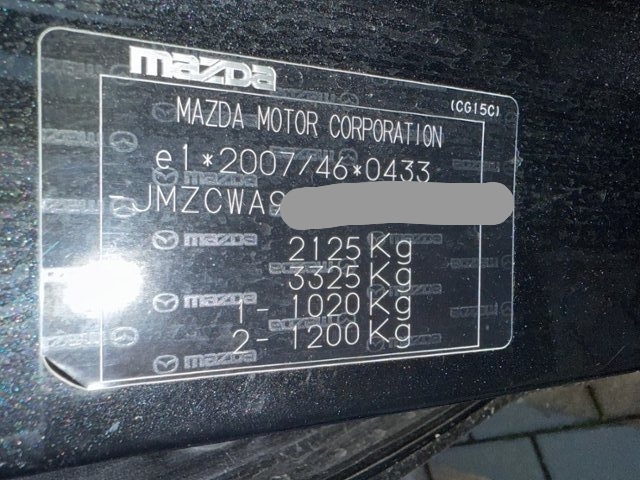 mazda
(CG15C)
MAZDA MOTOR CORPORATION
e1*2007/46*0433
JMZCWA9
2125 Kg
3325 Kg
1- 1020 Kg
2- 1200 Kg